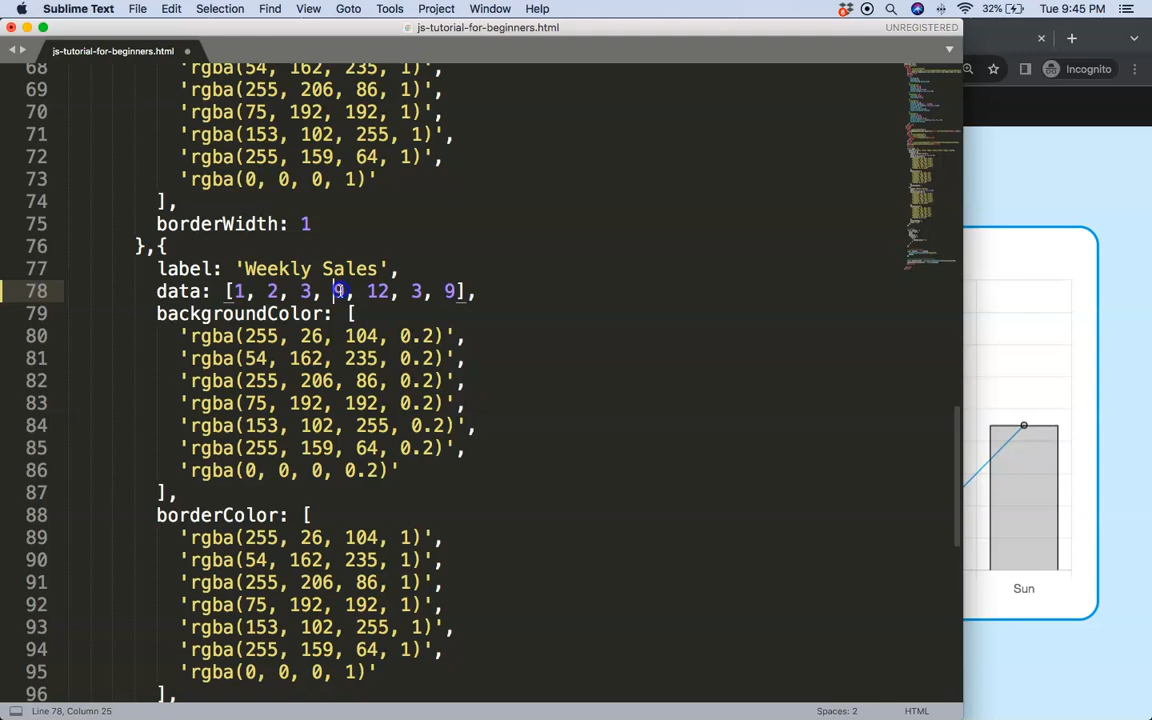 Sublime Text File Edit Selection Find View Goto Tools Project Window Help 32% Tue 9:45 PM
js-tutorial-for-beginners.html UNREGISTERED
js-tutorial-for-beginners.html
Incognito
68 'rgba(54, 162, 235, 1)',
69 'rgba(255, 206, 86, 1)',
70 'rgba(75, 192, 192, 1)',
71 'rgba(153, 102, 255, 1)',
72 'rgba(255, 159, 64, 1)',
73 'rgba(0, 0, 0, 1)'
74 ],
75 borderWidth: 1
76 },{
77 label: 'Weekly Sales',
78 data: [1, 2, 3, 9, 12, 3, 9],
79 backgroundColor: [
80 'rgba(255, 26, 104, 0.2)',
81 'rgba(54, 162, 235, 0.2)',
82 'rgba(255, 206, 86, 0.2)',
83 'rgba(75, 192, 192, 0.2)',
84 'rgba(153, 102, 255, 0.2)',
85 'rgba(255, 159, 64, 0.2)',
86 'rgba(0, 0, 0, 0.2)'
87 ],
88 borderColor: [
89 'rgba(255, 26, 104, 1)',
90 'rgba(54, 162, 235, 1)',
91 'rgba(255, 206, 86, 1)',
92 'rgba(75, 192, 192, 1)',
93 'rgba(153, 102, 255, 1)',
94 'rgba(255, 159, 64, 1)',
95 'rgba(0, 0, 0, 1)'
96 ],
Sun
Line 78, Column 25 Spaces: 2 HTML